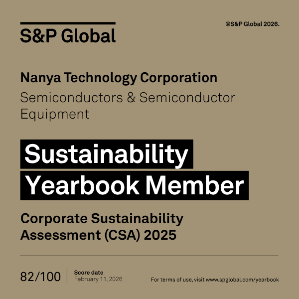 S&P Global
©S&P Global 2026.
Nanya Technology Corporation
Semiconductors & Semiconductor
Equipment
Sustainability
Yearbook Member
Corporate Sustainability
Assessment (CSA) 2025
82/100
Score date
February 11, 2026
For terms of use, visit www.spglobal.com/yearbook